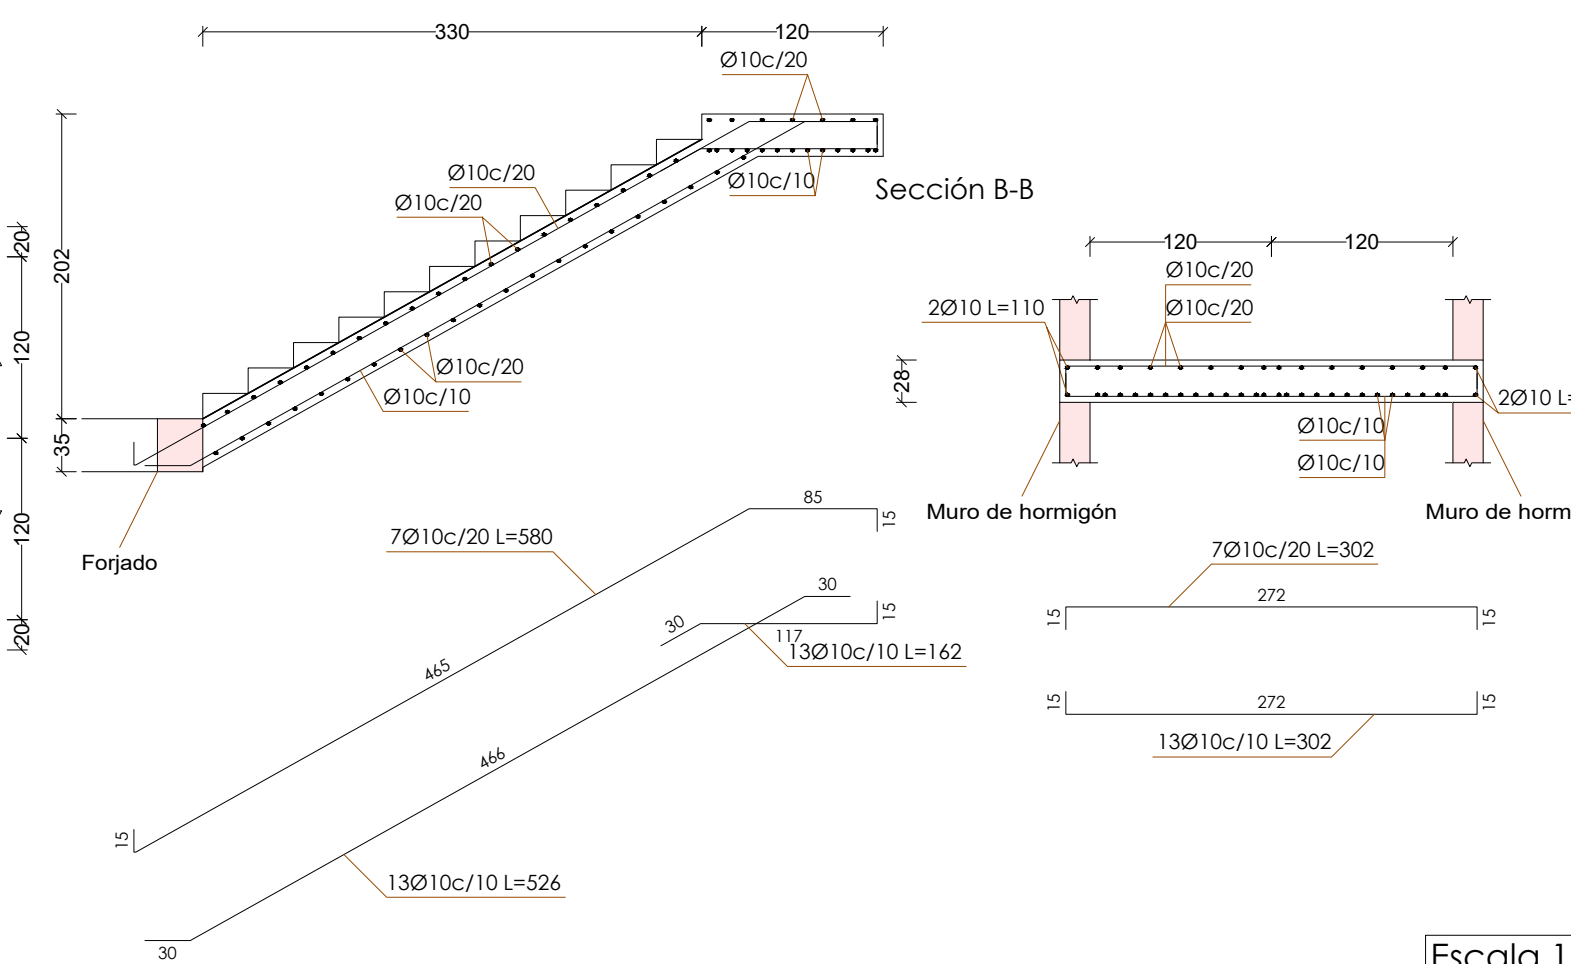 330
120
Ø10c/20
Ø10c/20
Ø10c/20
Ø10c/10
Sección B-B
202
20
120
120
20
35
Ø10c/20
Ø10c/10
Forjado
120
120
Ø10c/20
2Ø10 L=110
Ø10c/20
28
2Ø10 L=
Ø10c/10
Ø10c/10
Muro de hormigón
Muro de horm
85
15
7Ø10c/20 L=580
30
15
30
117
13Ø10c/10 L=162
465
466
15
13Ø10c/10 L=526
30
7Ø10c/20 L=302
272
15
15
15
272
15
13Ø10c/10 L=302
Escala 1